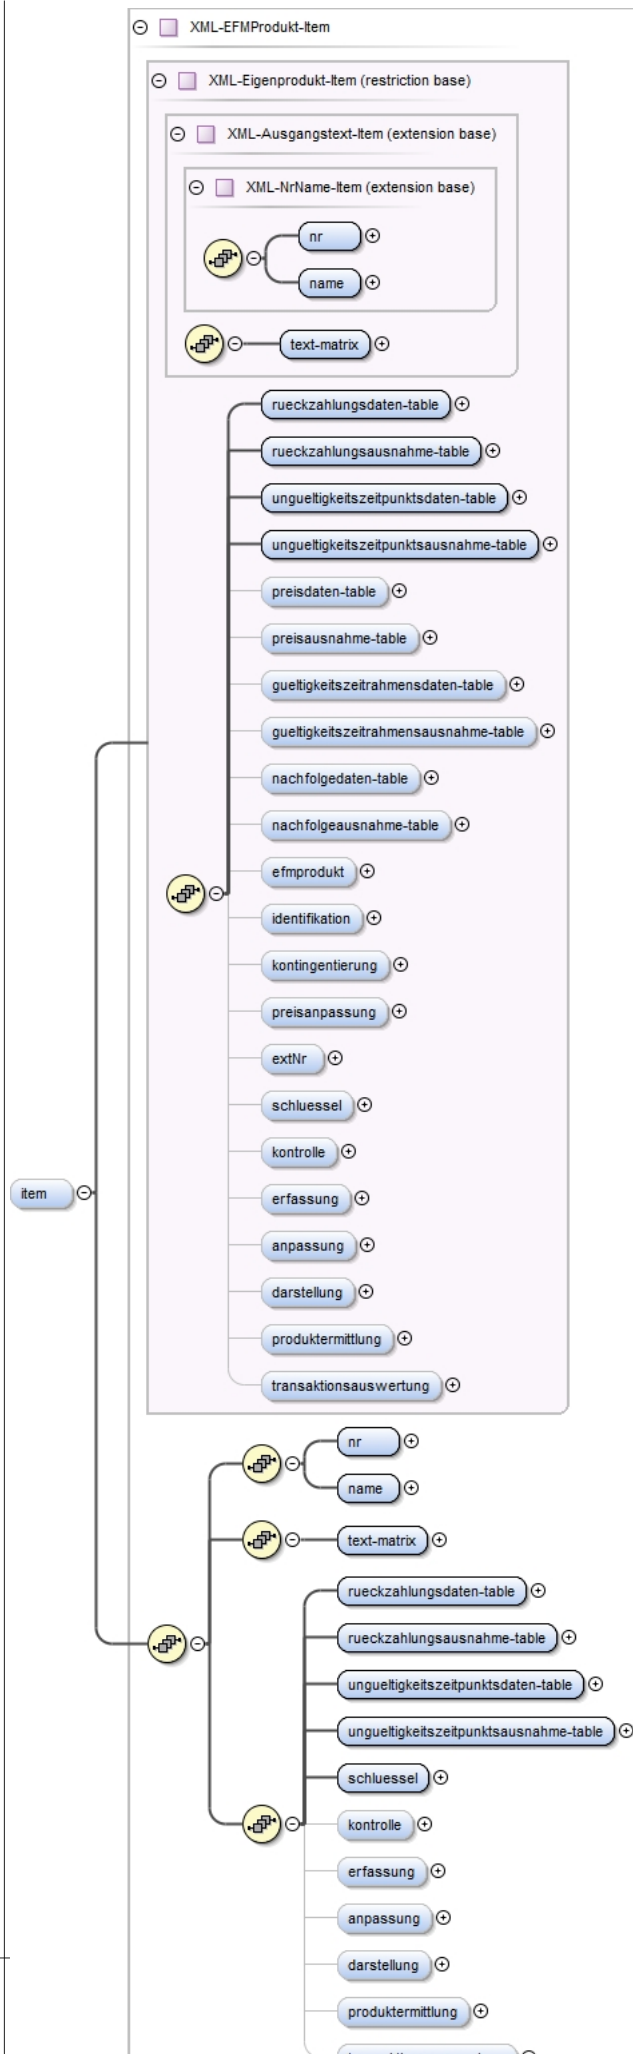 XML-EFMProdukt-Item
XML-Eigenprodukt-Item (restriction base)
XML-Ausgangstext-Item (extension base)
XML-NrName-Item (extension base)
nr
name
text-matrix
rueckzahlungsdaten-table
rueckzahlungsausnahme-table
ungueltigkeitszeitpunktsdaten-table
ungueltigkeitszeitpunktsausnahme-table
preisdaten-table
preisausnahme-table
gueltigkeitszeitrahmensdaten-table
gueltigkeitszeitrahmensausnahme-table
nachfolgedaten-table
nachfolgeausnahme-table
efmprodukt
identifikation
kontingentierung
preisanpassung
extNr
schluessel
kontrolle
erfassung
anpassung
darstellung
produktermittlung
transaktionsauswertung
item
nr
name
text-matrix
rueckzahlungsdaten-table
rueckzahlungsausnahme-table
ungueltigkeitszeitpunktsdaten-table
ungueltigkeitszeitpunktsausnahme-table
schluessel
kontrolle
erfassung
anpassung
darstellung
produktermittlung